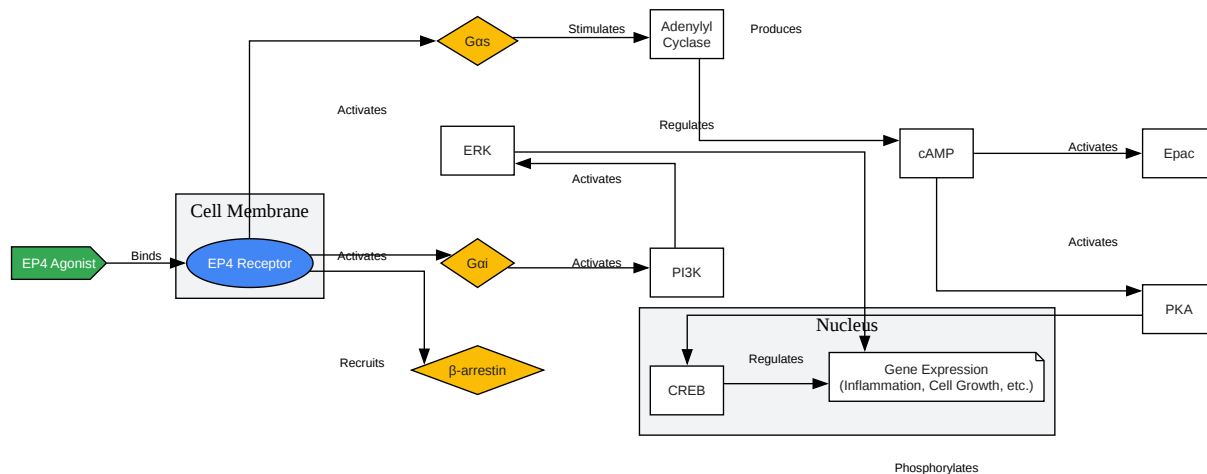 Gαs
Stimulates
Adenylyl
Cyclase
Produces
Activates
Regulates
ERK
cAMP
Activates
Epac
Activates
Cell Membrane
EP4 Agonist
Binds
EP4 Receptor
Activates
Gαi
Activates
PI3K
Activates
PKA
Nucleus
Recruits
β-arrestin
CREB
Regulates
Gene Expression
(Inflammation, Cell Growth, etc.)
Phosphorylates